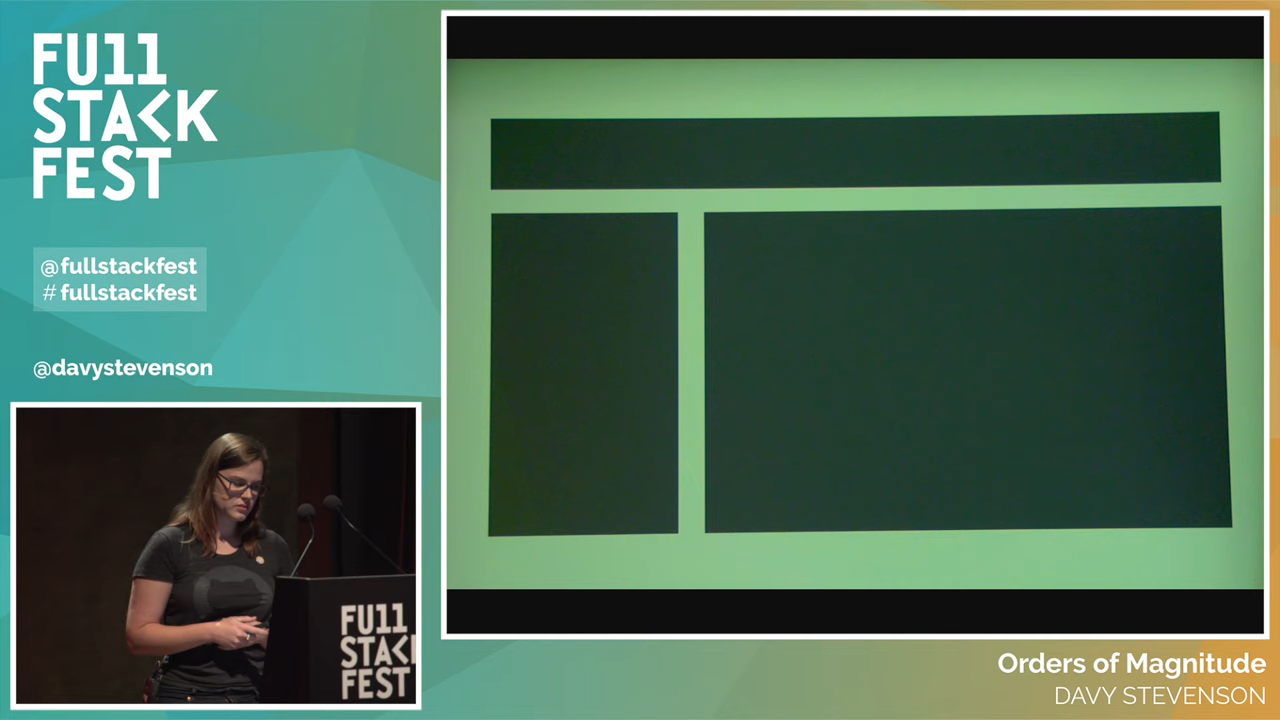 FU11
STACK
FEST
@fullstackfest
# fullstackfest
@davystevenson
FU11
STACK
FEST
Orders of Magnitude
DAVY STEVENSON